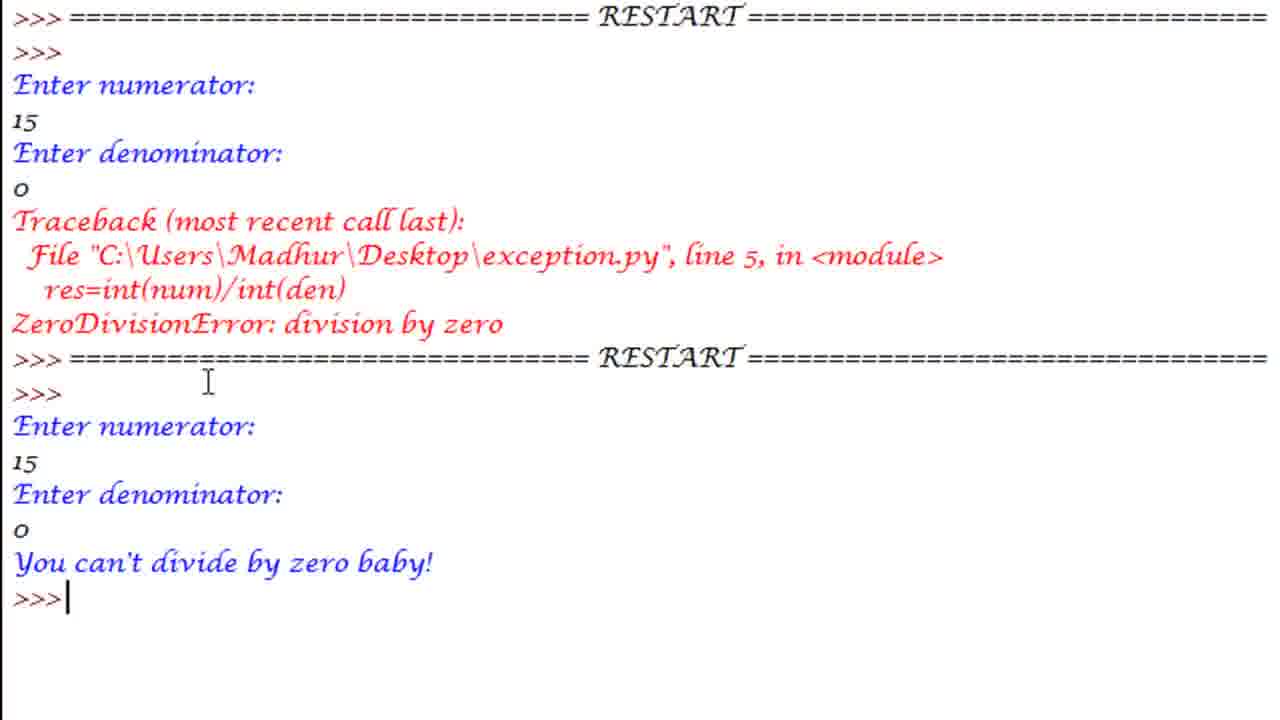 >>> ================================ RESTART ================================
>>>
Enter numerator:
15
Enter denominator:
0
Traceback (most recent call last):
  File "C:\Users\Madhur\Desktop\exception.py", line 5, in <module>
    res=int(num)/int(den)
ZeroDivisionError: division by zero
>>> ================================ RESTART ================================
>>>
Enter numerator:
15
Enter denominator:
0
You can't divide by zero baby!
>>>